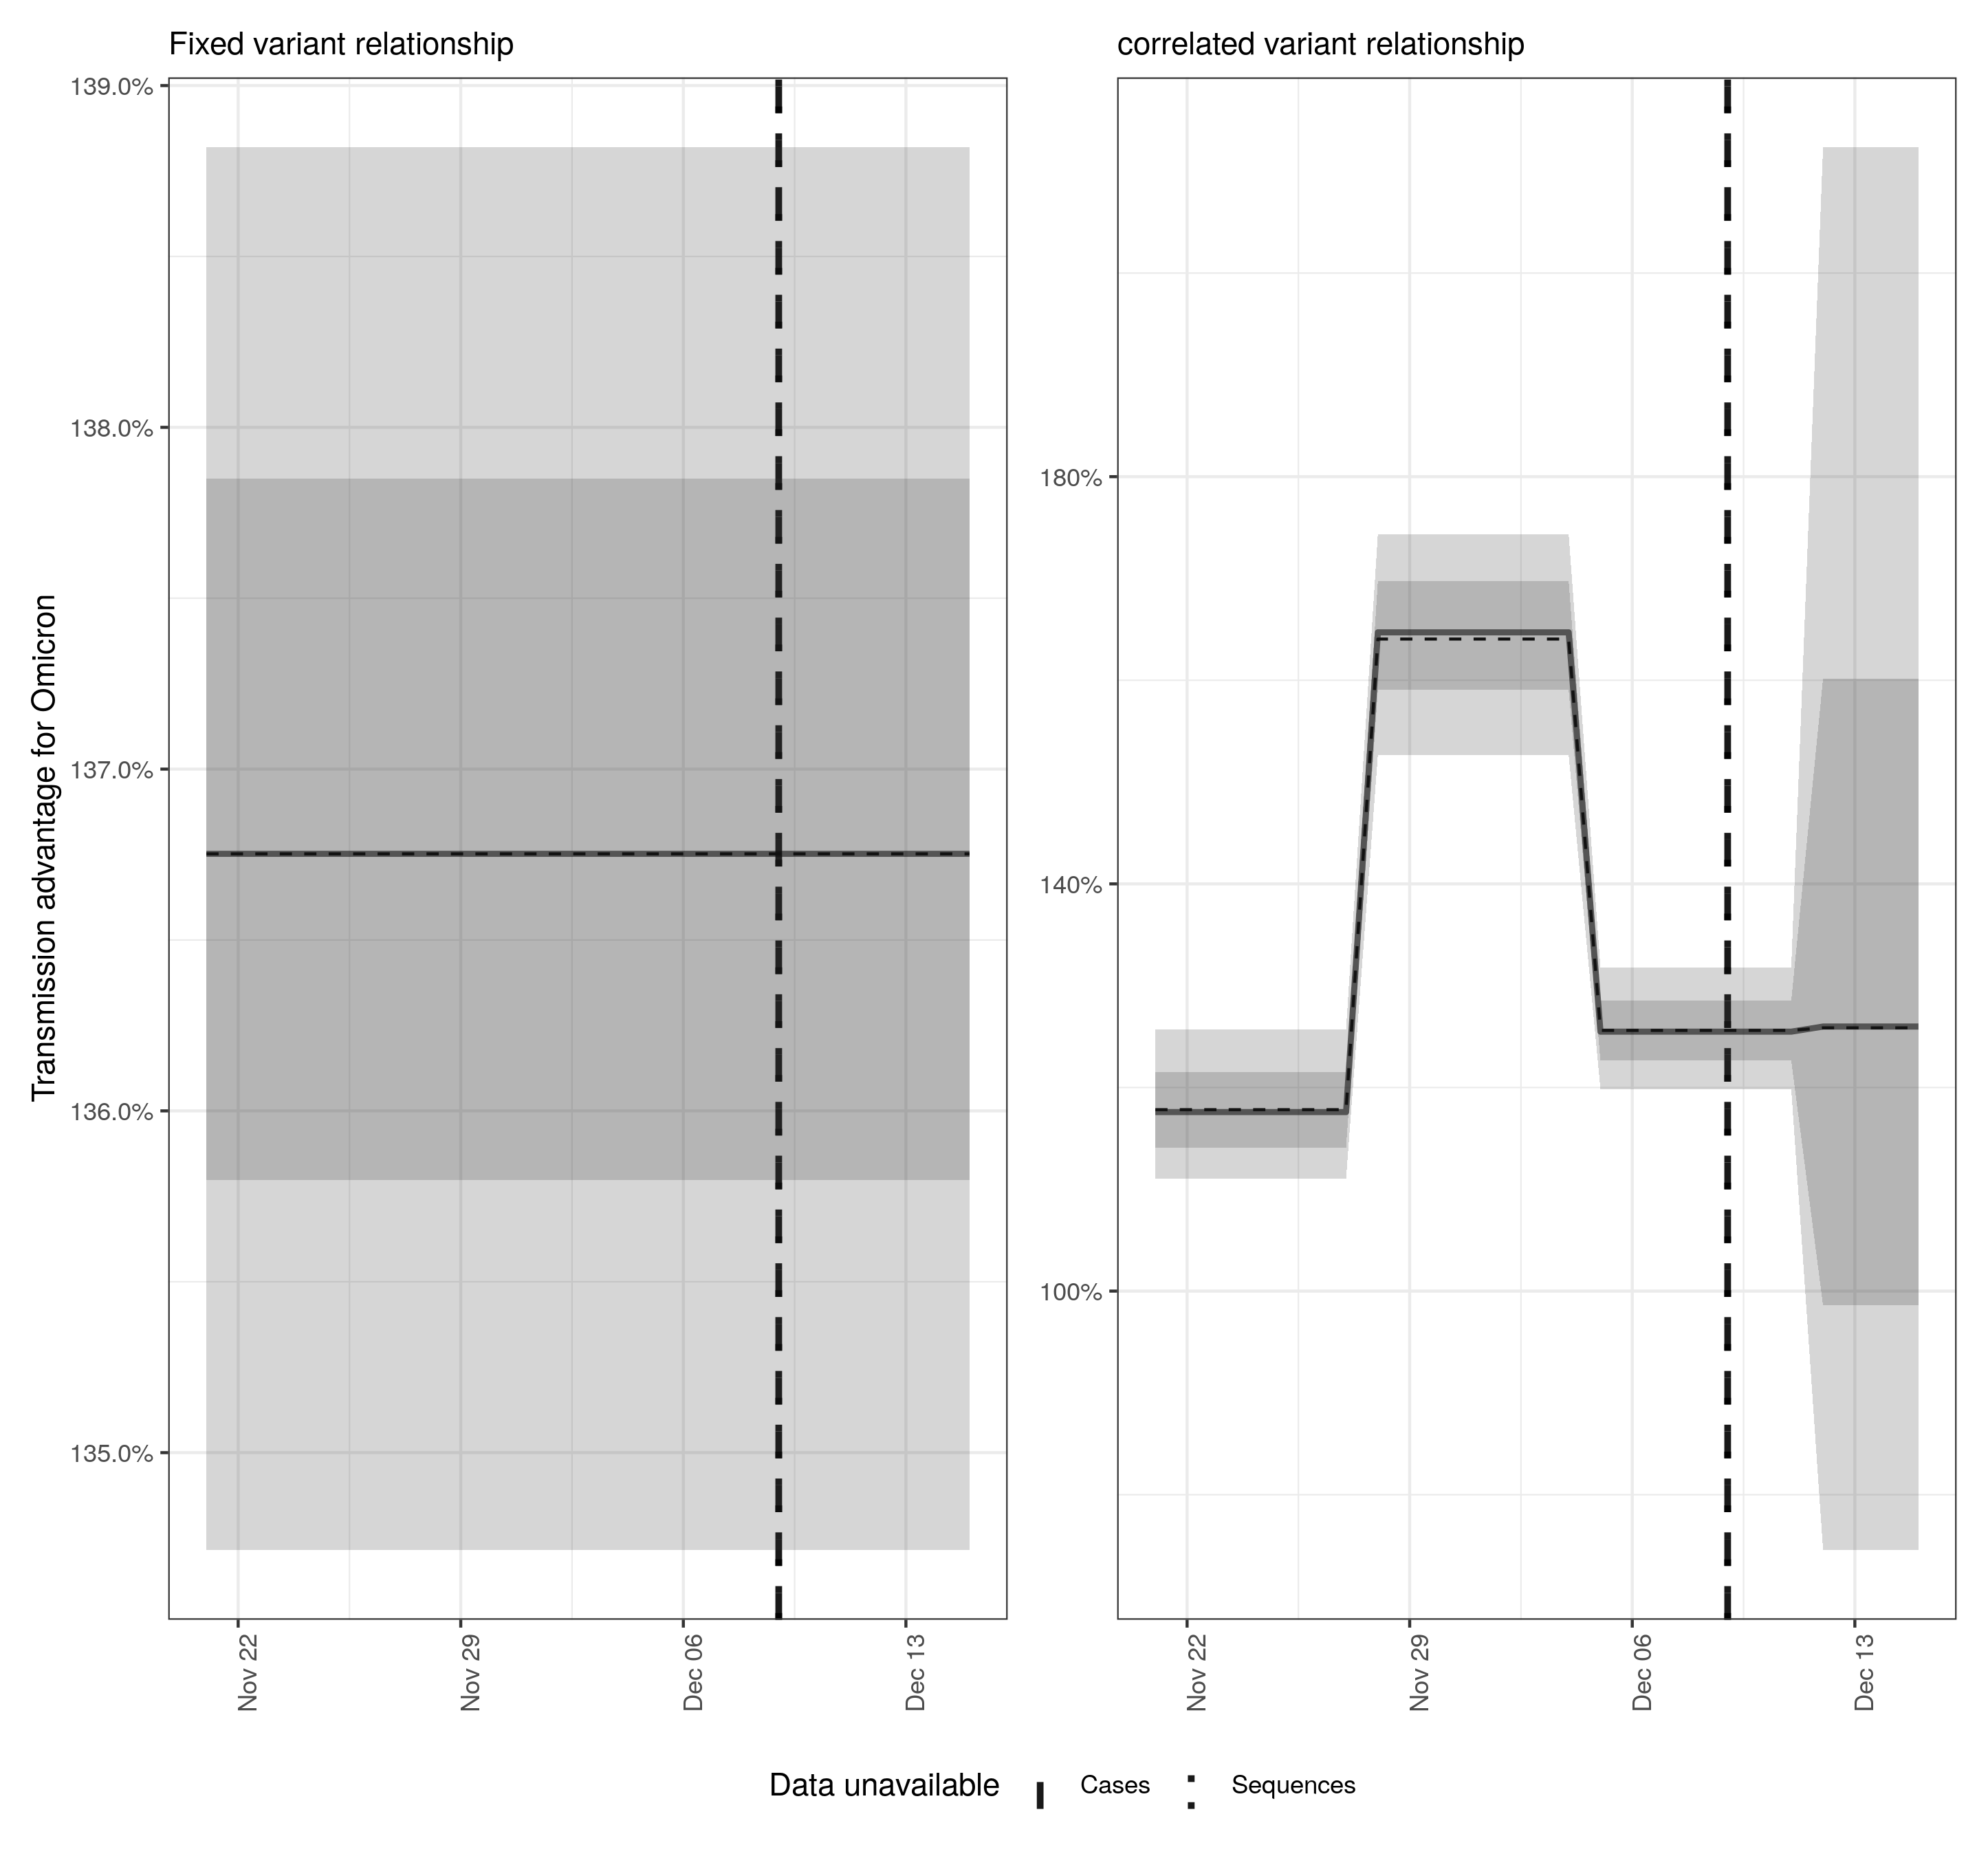 Fixed variant relationship
correlated variant relationship
Transmission advantage for Omicron
139.0%
138.0%
137.0%
136.0%
135.0%
180%
140%
100%
Nov 22
Nov 29
Dec 06
Dec 13
Nov 22
Nov 29
Dec 06
Dec 13
Data unavailable Cases Sequences